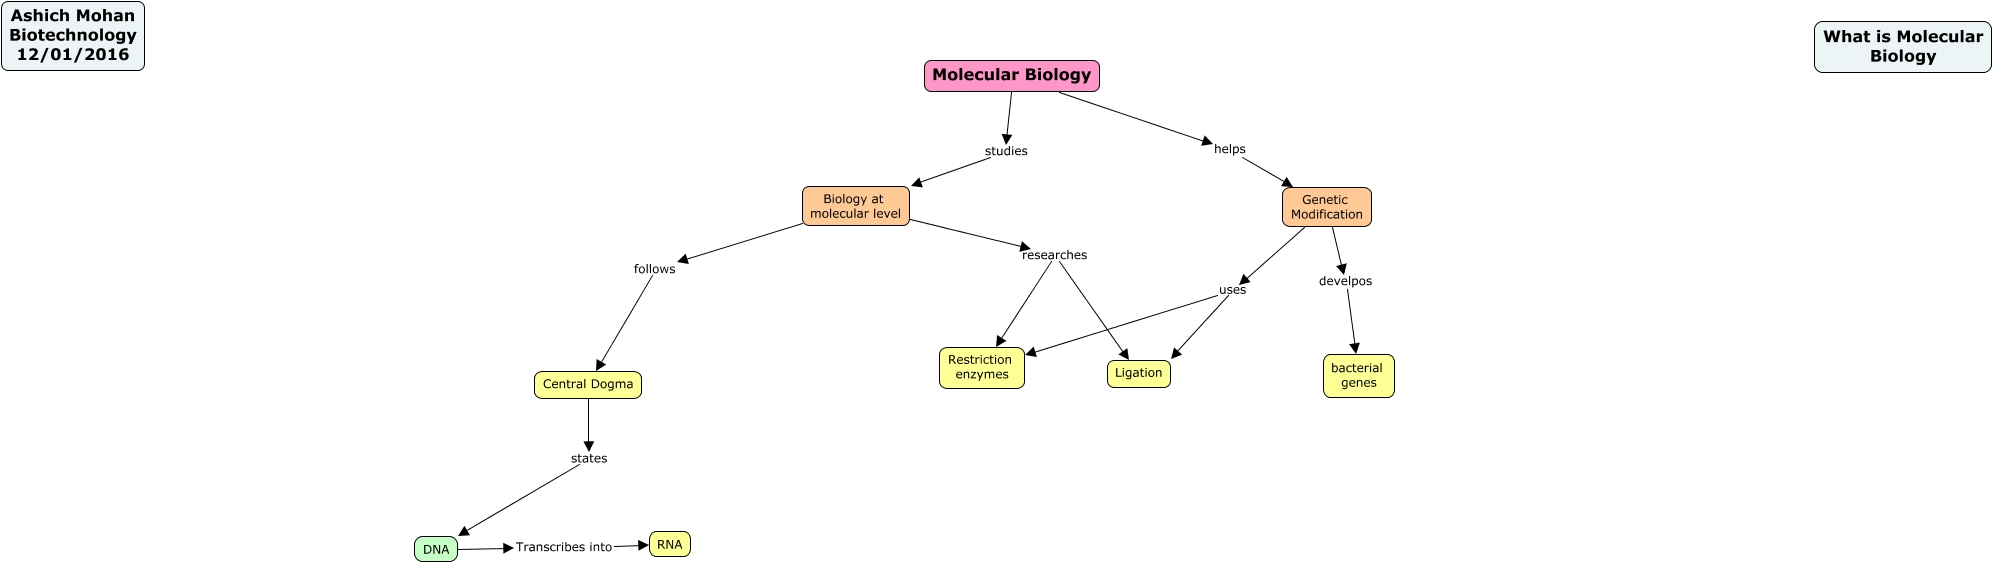 Ashich Mohan
Biotechnology
12/01/2016
What is Molecular
Biology
Molecular Biology
studies
helps
Biology at
molecular level
Genetic
Modification
follows
researches
uses
develpos
Restriction
enzymes
Ligation
bacterial
genes
Central Dogma
states
DNA
Transcribes into
RNA